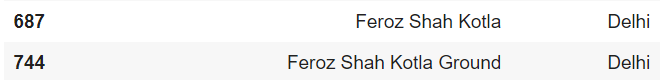 687 Feroz Shah Kotla Delhi
744 Feroz Shah Kotla Ground Delhi